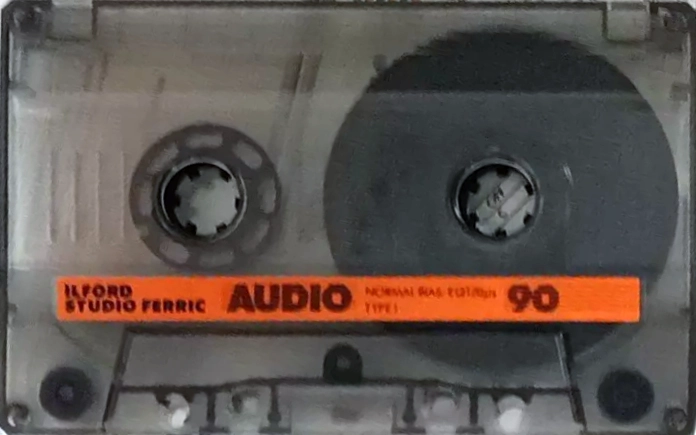 ILFORD
STUDIO FERRIC
AUDIO
NORMAL BIAS
TYPE I
90